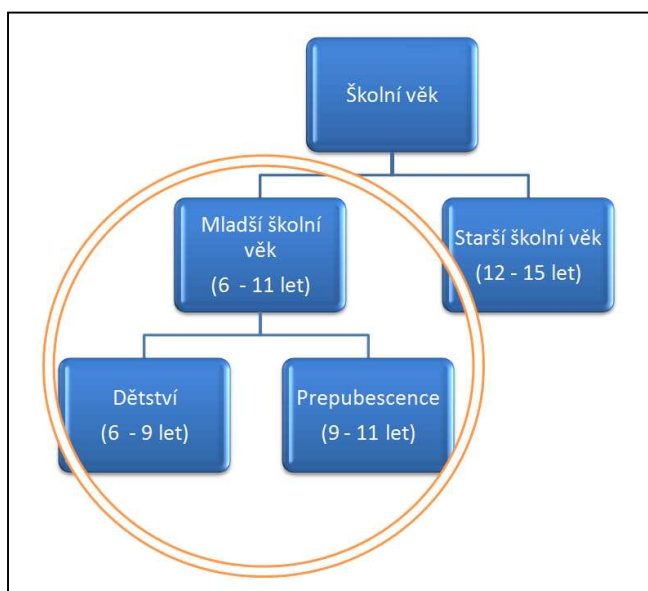 Školní věk
Mladší školní
věk
(6 - 11 let)
Starší školní věk
(12 - 15 let)
Dětství
(6 - 9 let)
Prepubescence
(9 - 11 let)